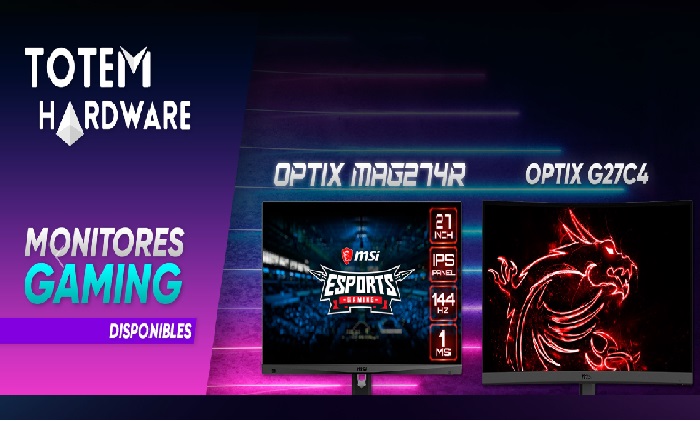 TOTEM
HARDWARE
MONITORES
GAMING
DISPONIBLES
OPTIX MAG274R
OPTIX G27C4
msi
ESPORTS
GAMING
27
INCH
IPS
PANEL
144
HZ
1
MS